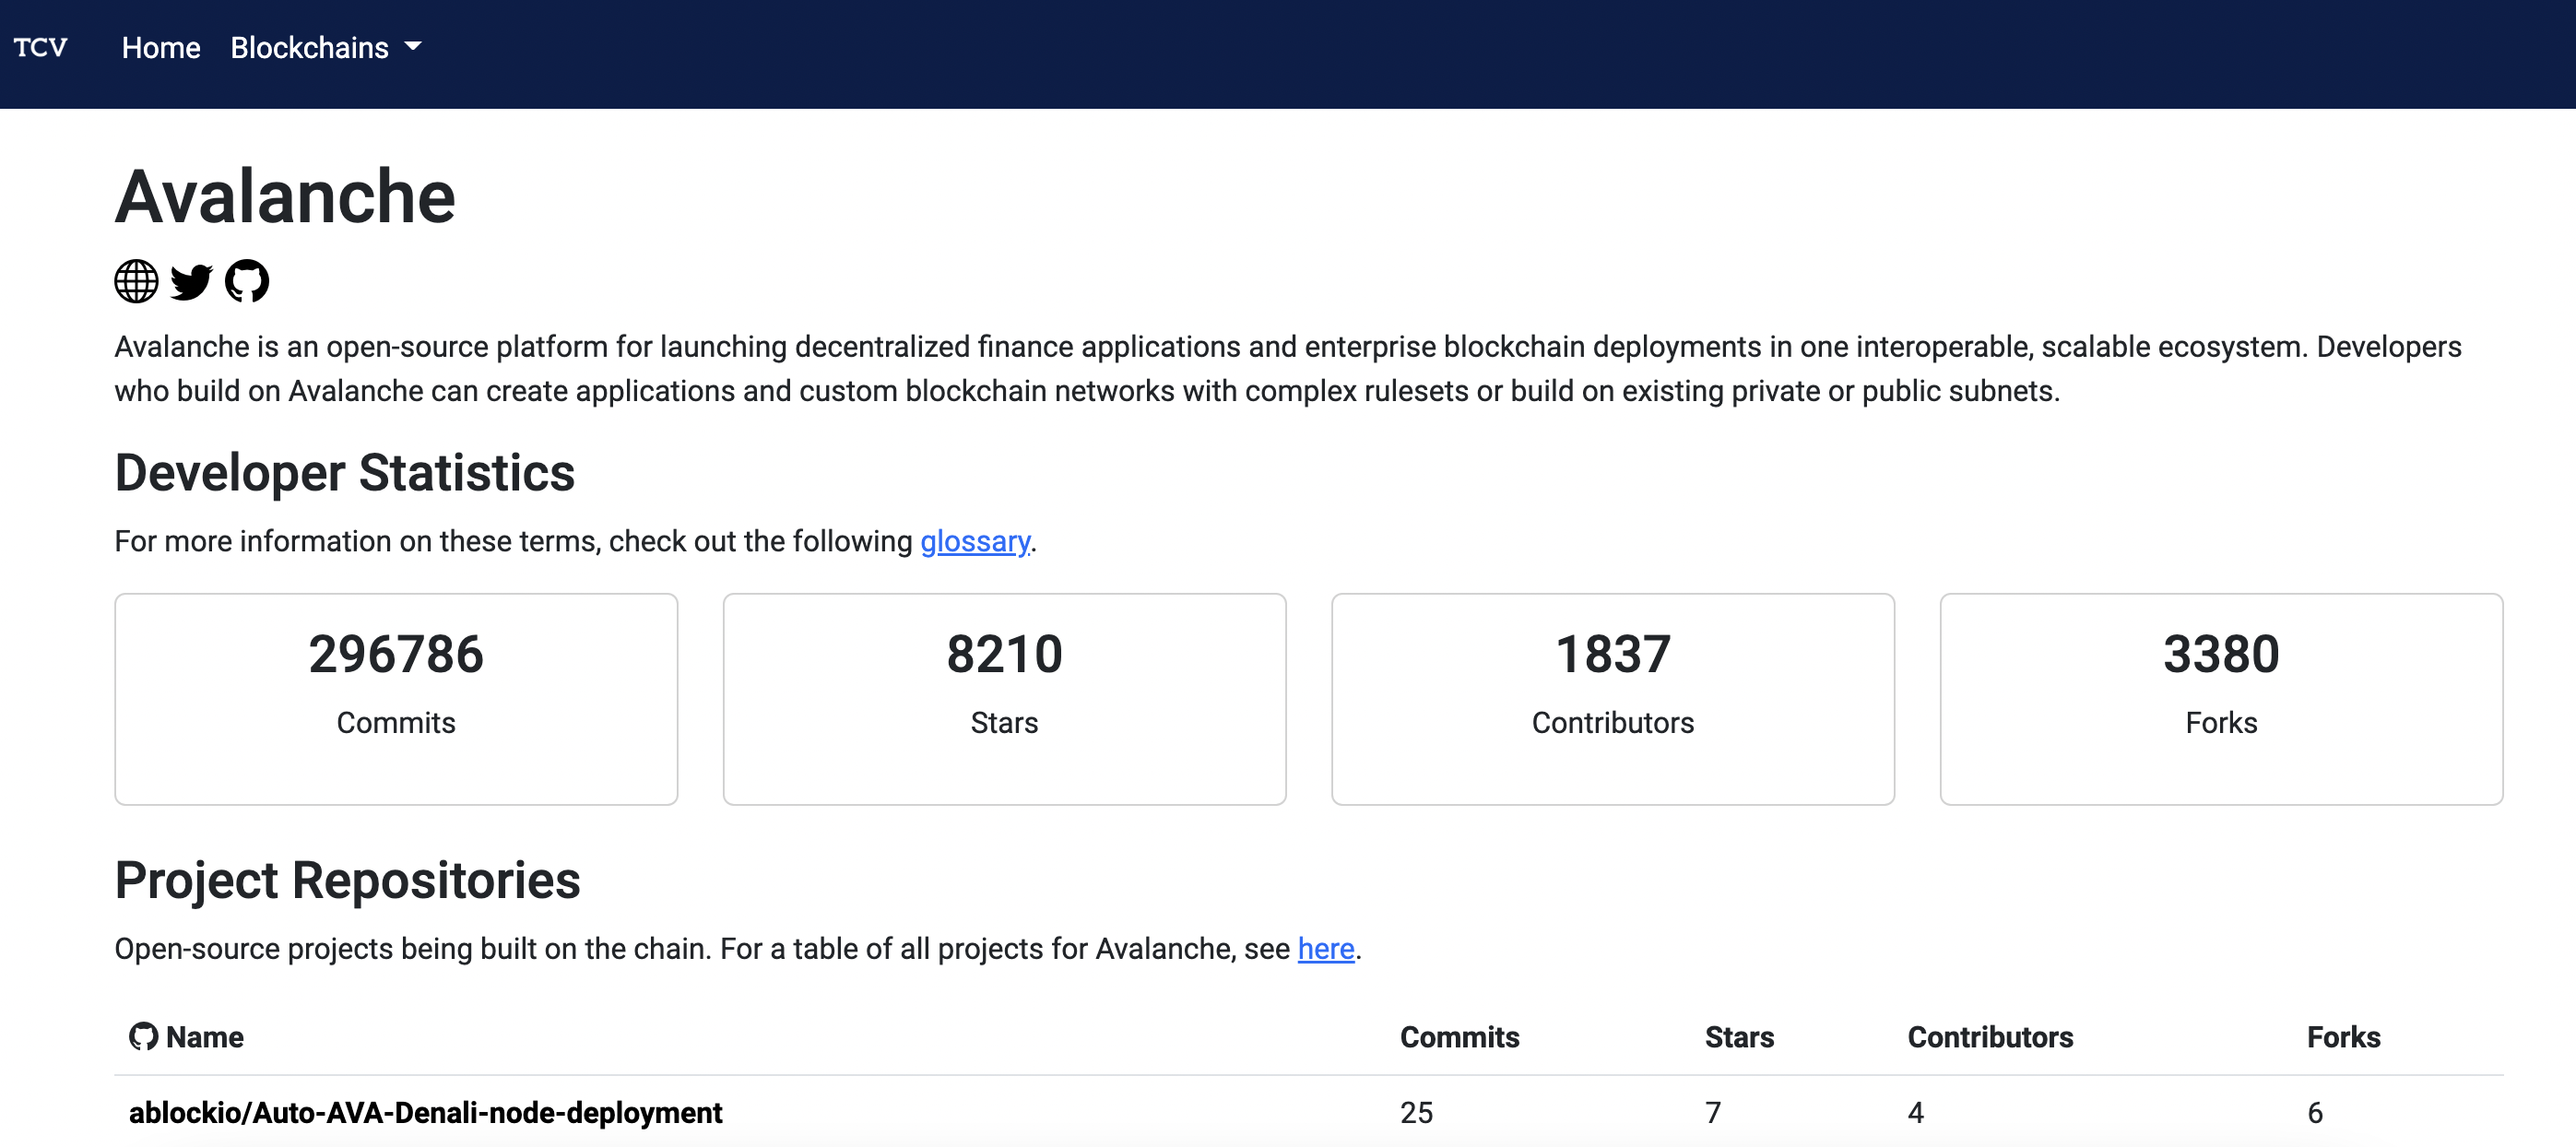 TCV Home Blockchains
Avalanche
Avalanche is an open-source platform for launching decentralized finance applications and enterprise blockchain deployments in one interoperable, scalable ecosystem. Developers
who build on Avalanche can create applications and custom blockchain networks with complex rulesets or build on existing private or public subnets.
Developer Statistics
For more information on these terms, check out the following glossary.
296786 8210 1837 3380
Commits Stars Contributors Forks
Project Repositories
Open-source projects being built on the chain. For a table of all projects for Avalanche, see here.
Name Commits Stars Contributors Forks
ablockio/Auto-AVA-Denali-node-deployment 25 7 4 6